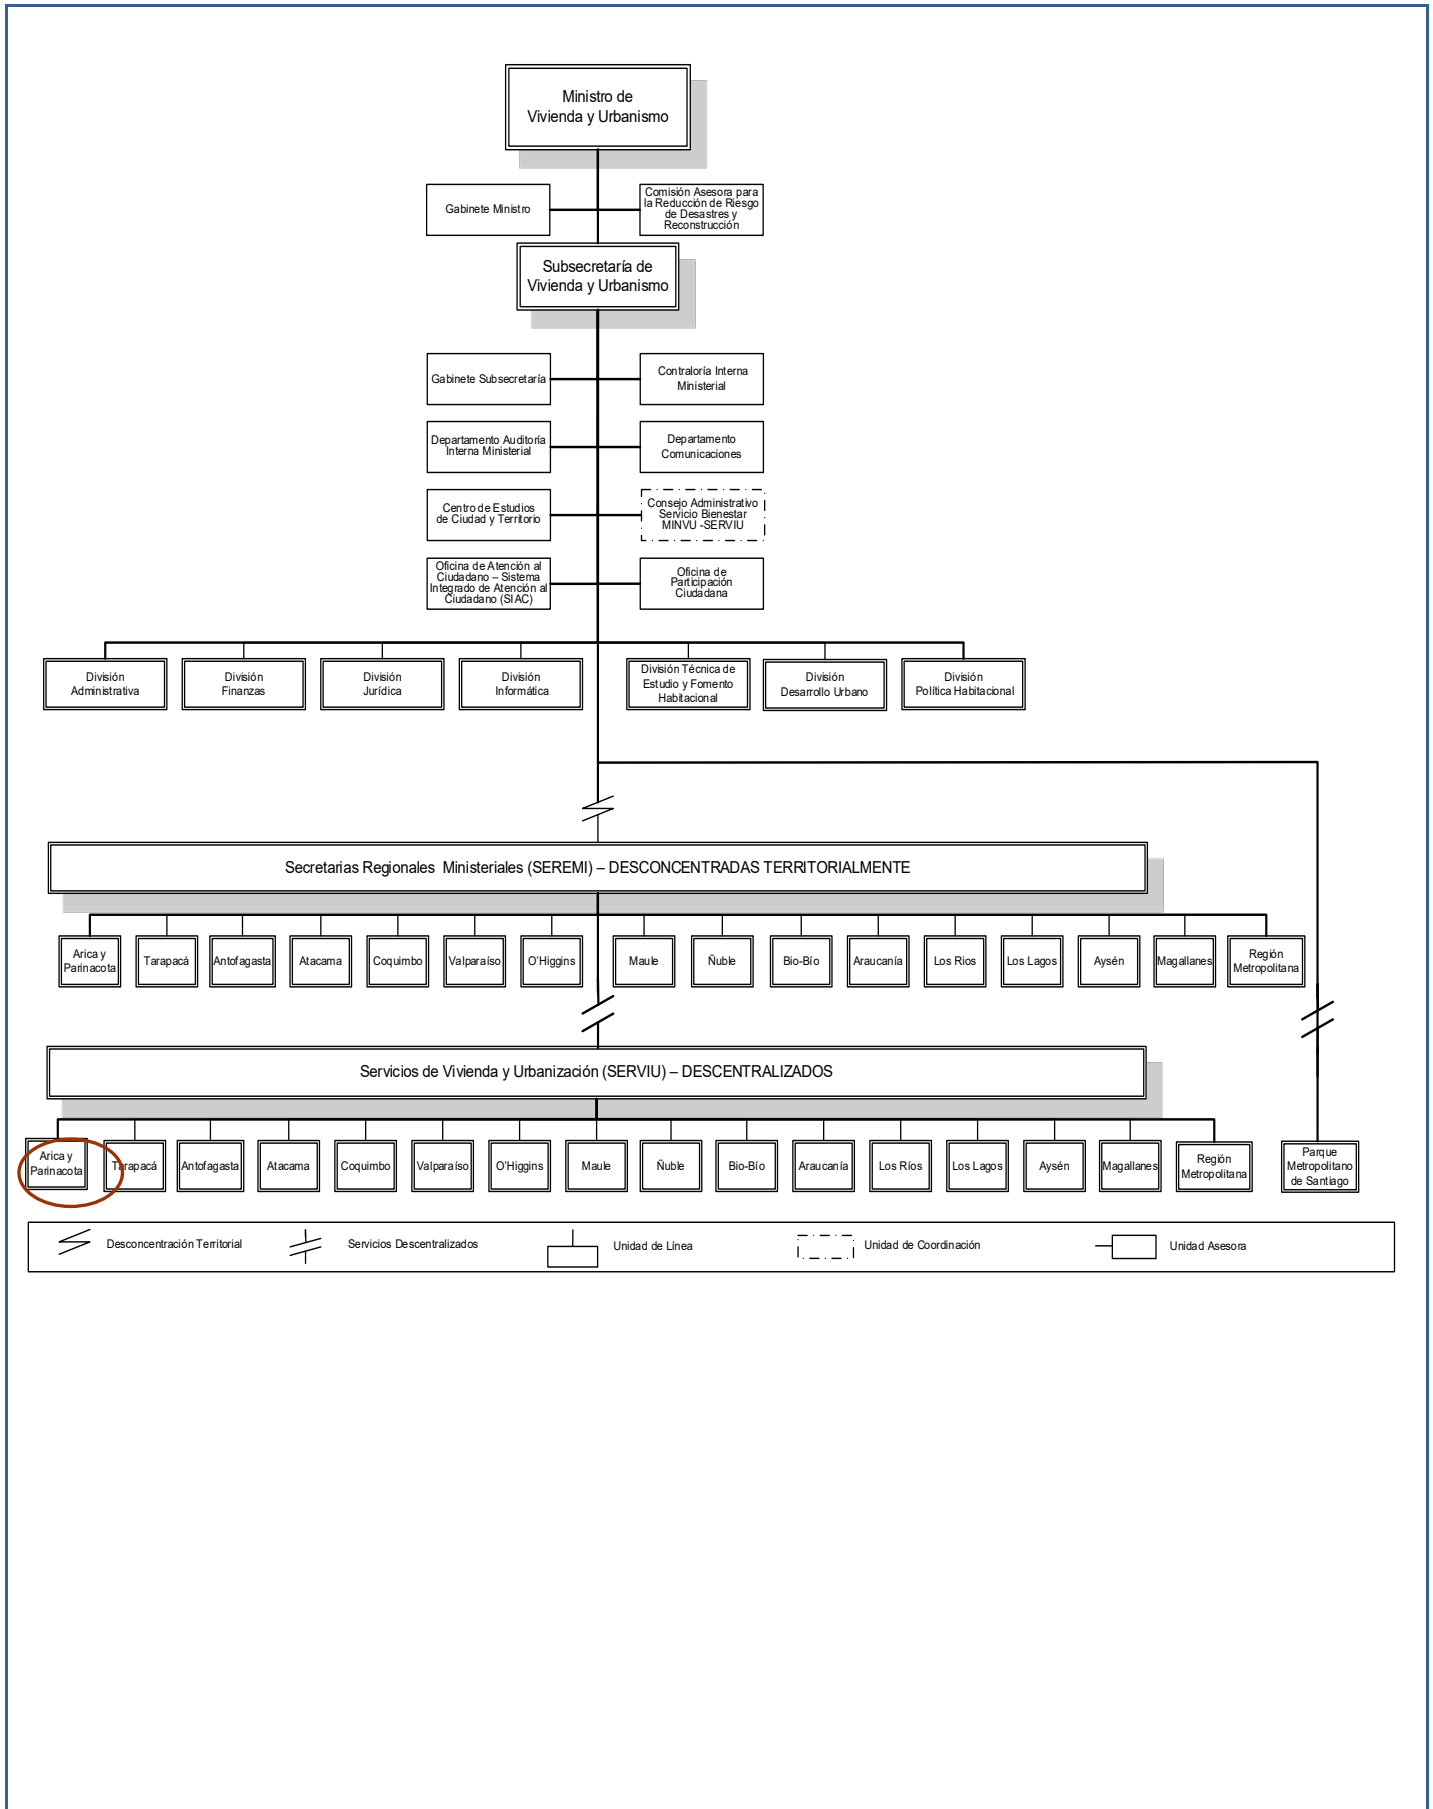 Ministro de
Vivienda y Urbanismo
Gabinete Ministro
Comisión Asesora para
la Reducción de Riesgo
de Desastres y
Reconstrucción
Subsecretaría de
Vivienda y Urbanismo
Gabinete Subsecretaría
Contraloría Interna
Ministerial
Departamento Auditoría
Interna Ministerial
Departamento
Comunicaciones
Centro de Estudios
de Ciudad y Territorio
Consejo Administrativo
Servicio Bienestar
MINVU -SERVIU
Oficina de Atención al
Ciudadano – Sistema
Integrado de Atención al
Ciudadano (SIAC)
Oficina de
Participación
Ciudadana
División
Administrativa
División
Finanzas
División
Jurídica
División
Informática
División Técnica de
Estudio y Fomento
Habitacional
División
Desarrollo Urbano
División
Política Habitacional
Secretarias Regionales Ministeriales (SEREMI) – DESCONCENTRADAS TERRITORIALMENTE
Arica y
Parinacota
Tarapacá
Antofagasta
Atacama
Coquimbo
Valparaíso
O'Higgins
Maule
Ñuble
Bio-Bío
Araucanía
Los Rios
Los Lagos
Aysén
Magallanes
Región
Metropolitana
Servicios de Vivienda y Urbanización (SERVIU) – DESCENTRALIZADOS
Arica y
Parinacota
Tarapacá
Antofagasta
Atacama
Coquimbo
Valparaíso
O'Higgins
Maule
Ñuble
Bio-Bío
Araucanía
Los Ríos
Los Lagos
Aysén
Magallanes
Región
Metropolitana
Parque
Metropolitano
de Santiago
Desconcentración Territorial
Servicios Descentralizados
Unidad de Línea
Unidad de Coordinación
Unidad Asesora